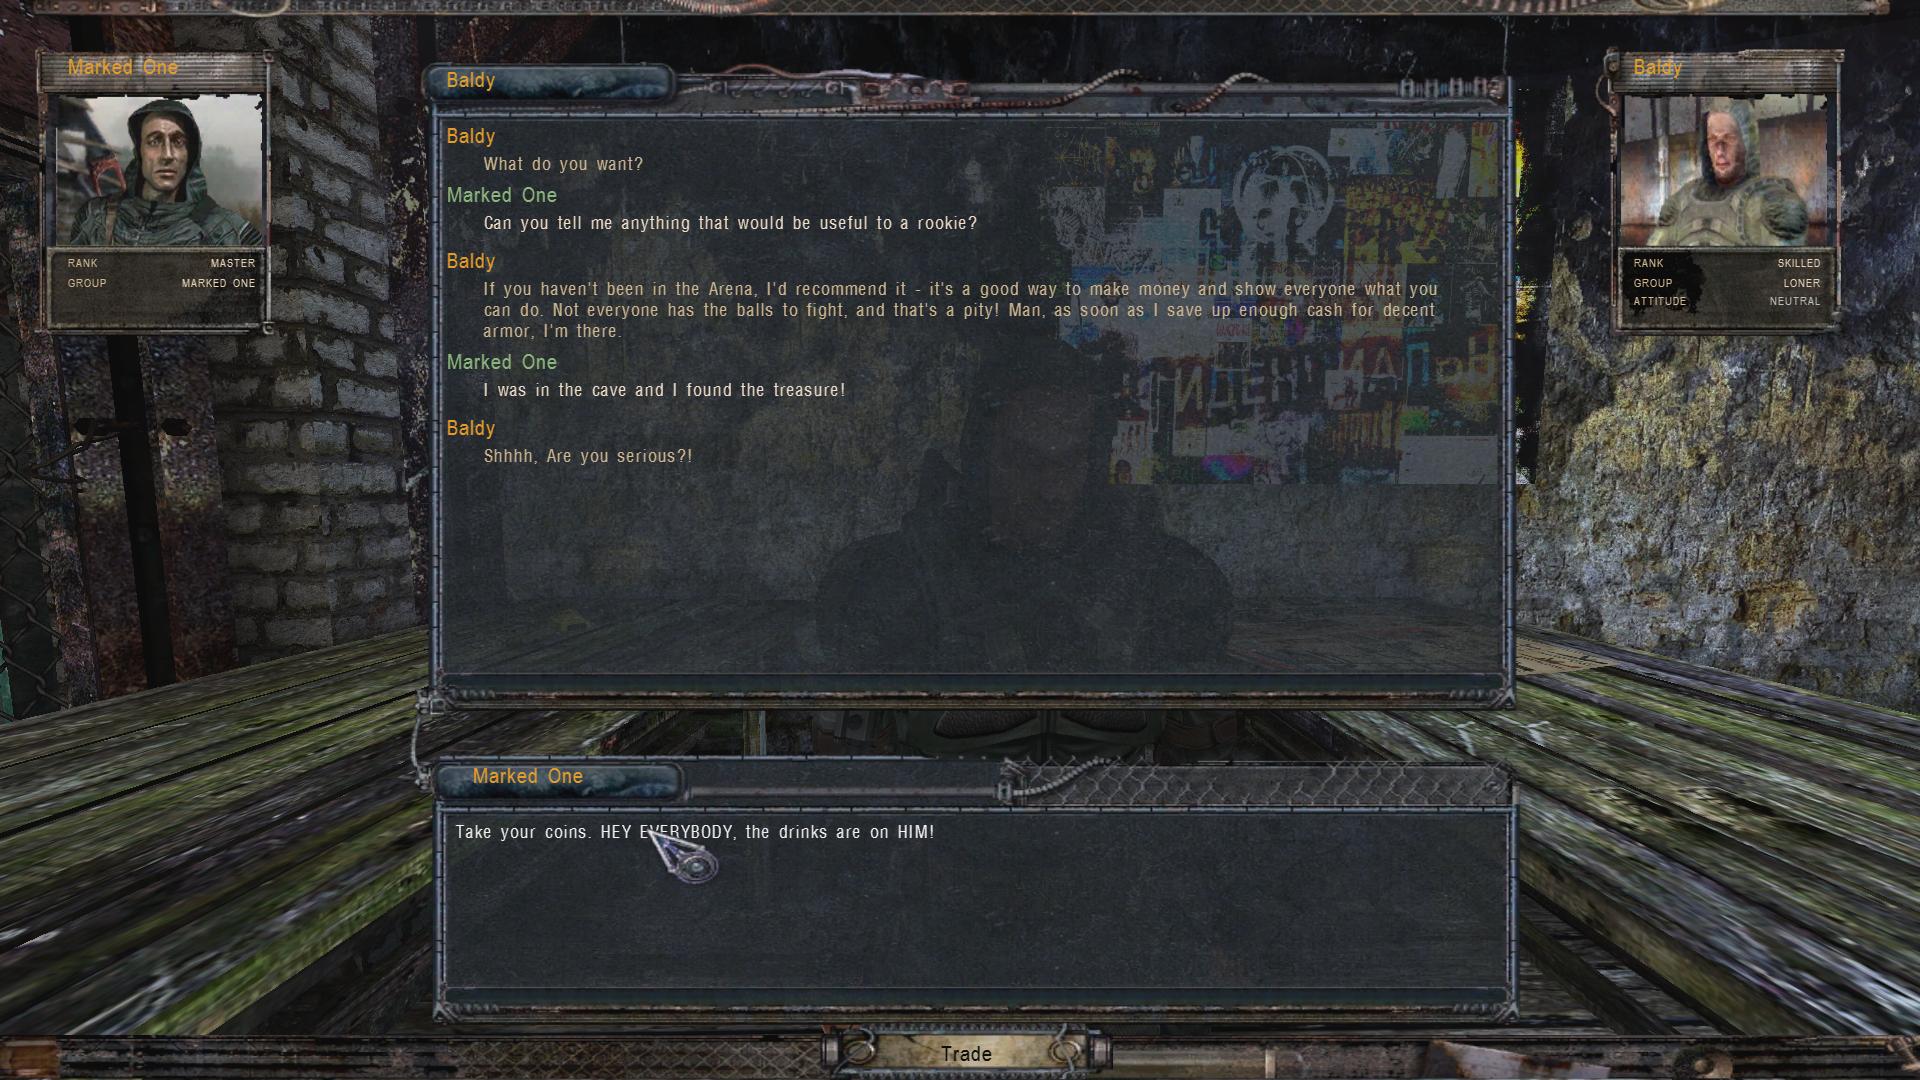 Marked One
RANK MASTER
GROUP MARKED ONE
Baldy
Baldy
What do you want?
Marked One
Can you tell me anything that would be useful to a rookie?
Baldy
If you haven't been in the Arena, I'd recommend it - it's a good way to make money and show everyone what you
can do. Not everyone has the balls to fight, and that's a pity! Man, as soon as I save up enough cash for decent
armor, I'm there.
Marked One
I was in the cave and I found the treasure!
Baldy
Shhhh, Are you serious?!
Baldy
RANK SKILLED
GROUP LONER
ATTITUDE NEUTRAL
Marked One
Take your coins. HEY EVERYBODY, the drinks are on HIM!
Trade